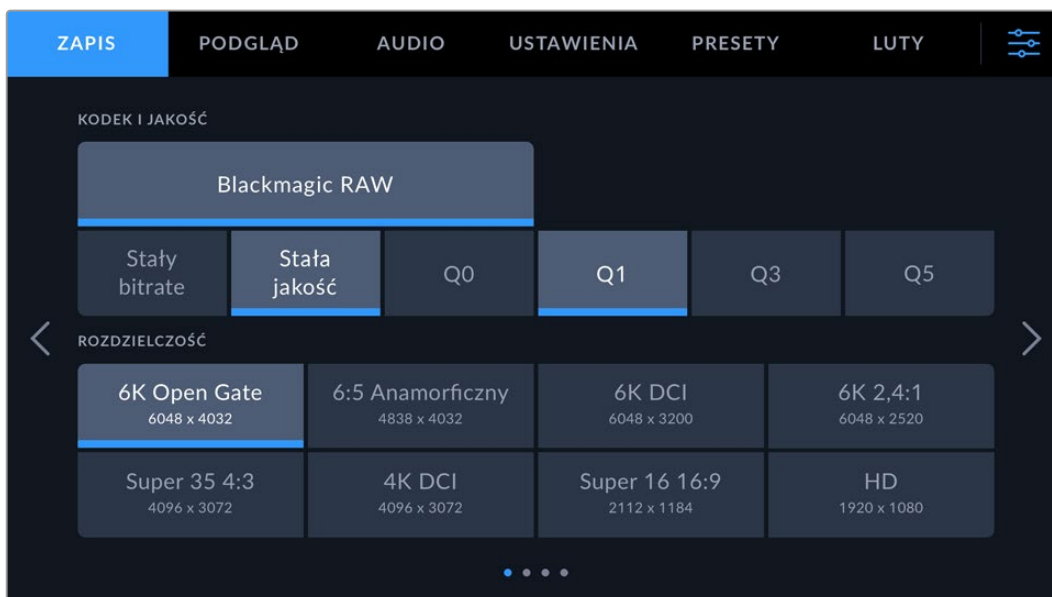 ZAPIS PODGLĄD AUDIO USTAWIENIA PRESETY LUTY
KODEK I JAKOŚĆ
Blackmagic RAW
Stały bitrate
Stała jakość
Q0
Q1
Q3
Q5
ROZDZIELCZOŚĆ
6K Open Gate
6048 x 4032
6:5 Anamorficzny
4838 x 4032
6K DCI
6048 x 3200
6K 2,4:1
6048 x 2520
Super 35 4:3
4096 x 3072
4K DCI
4096 x 3072
Super 16 16:9
2112 x 1184
HD
1920 x 1080